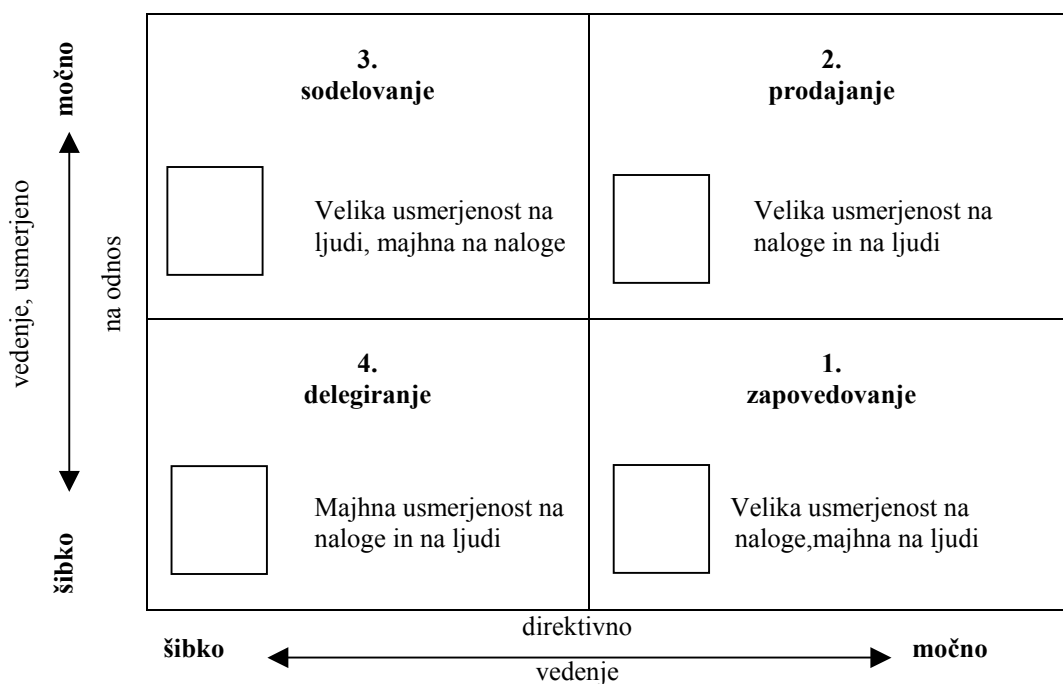 močno
šibko
vedenje, usmerjeno
na odnos
3.
sodelovanje
Velika usmerjenost na
ljudi, majhna na naloge
2.
prodajanje
Velika usmerjenost na
naloge in na ljudi
4.
delegiranje
Majhna usmerjenost na
naloge in na ljudi
1.
zapovedovanje
Velika usmerjenost na
naloge,majhna na ljudi
šibko
direktivno
vedenje
močno